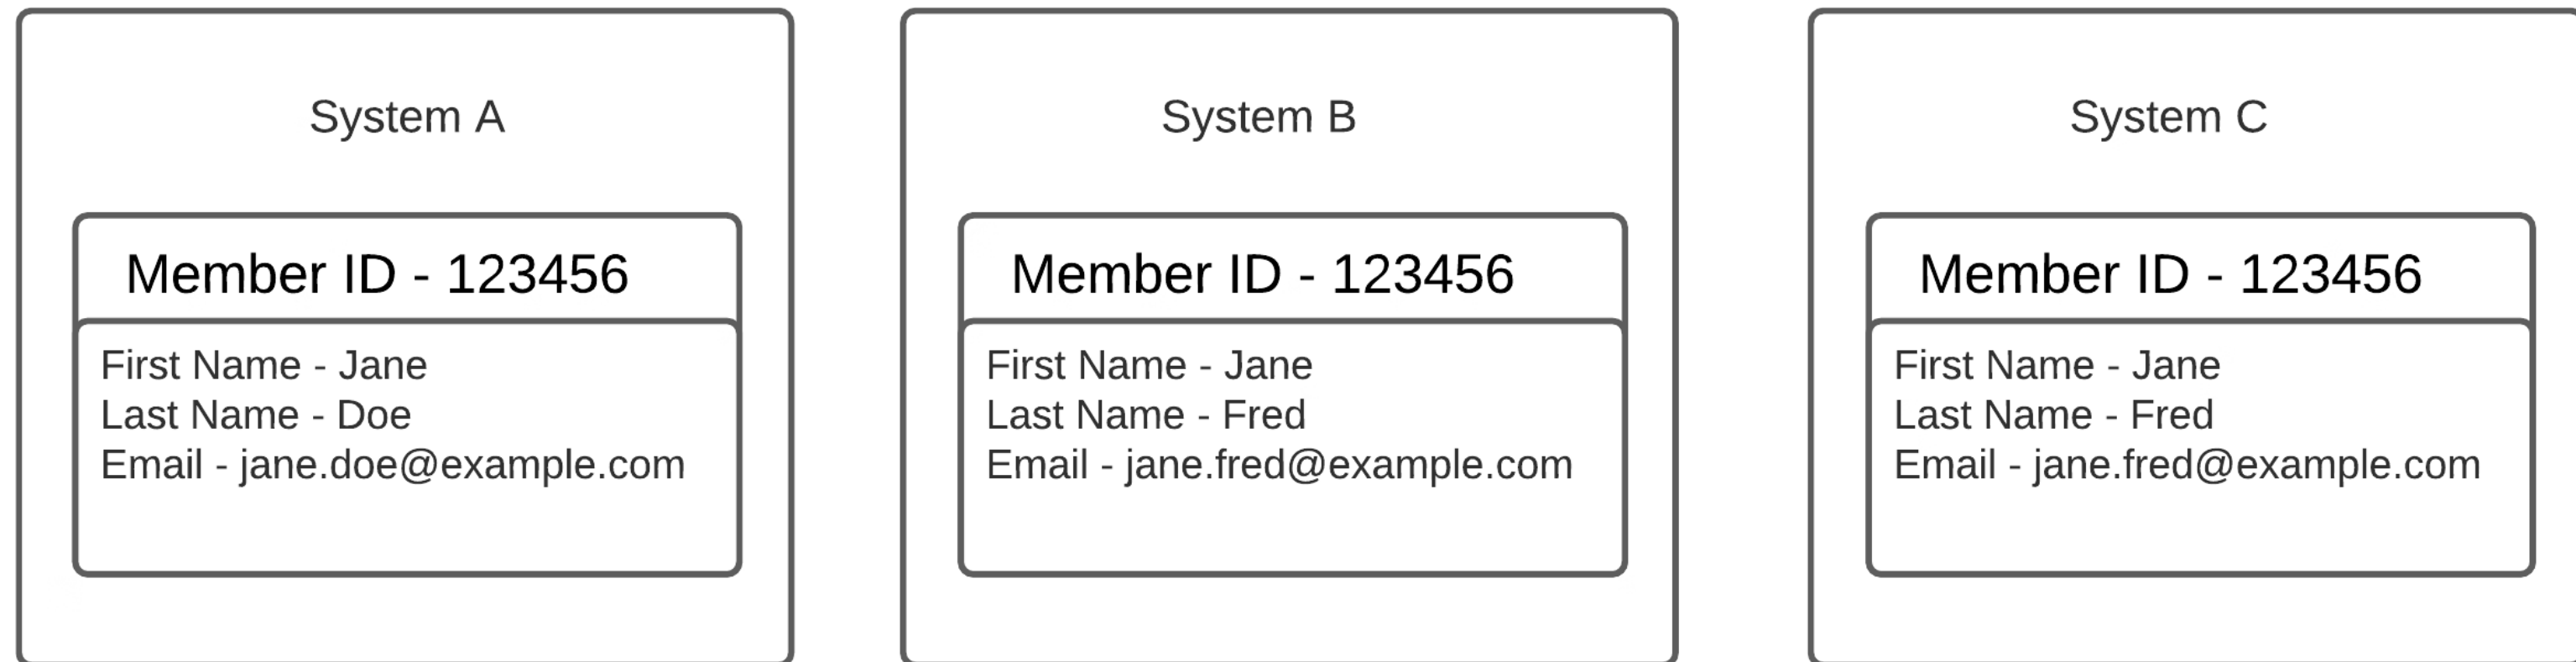 System A
Member ID - 123456
First Name - Jane
Last Name - Doe
Email - jane.doe@example.com
System B
Member ID - 123456
First Name - Jane
Last Name - Fred
Email - jane.fred@example.com
System C
Member ID - 123456
First Name - Jane
Last Name - Fred
Email - jane.fred@example.com